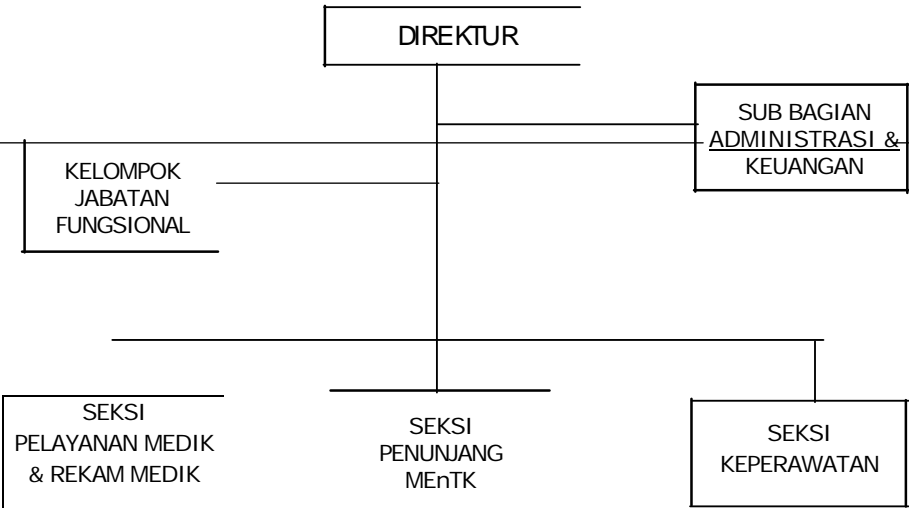 DIREKTUR
SUB BAGIAN
ADMINISTRASI &
KEUANGAN
KELOMPOK
JABATAN
FUNGSIONAL
SEKSI
PELAYANAN MEDIK
& REKAM MEDIK
SEKSI
PENUNJANG
MEnTK
SEKSI
KEPERAWATAN